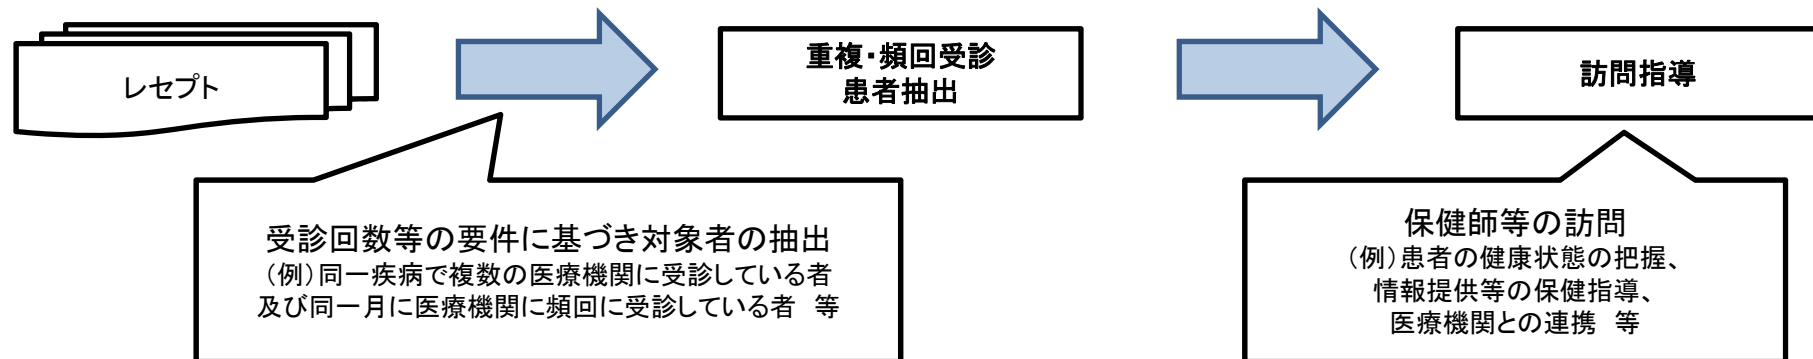 レセプト
重複・頻回受診
患者抽出
訪問指導
受診回数等の要件に基づき対象者の抽出
（例）同一疾病で複数の医療機関に受診している者
及び同一月に医療機関に頻回に受診している者　等
保健師等の訪問
（例）患者の健康状態の把握、
情報提供等の保健指導、
医療機関との連携　等